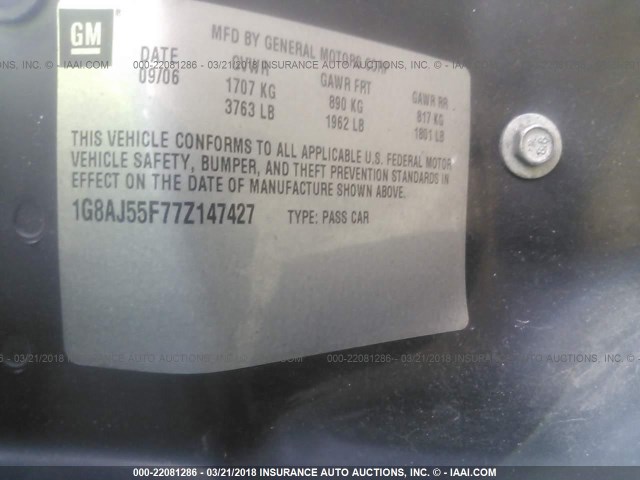 GM
MFD BY GENERAL MOTORS CORP
DATE GVWR GAWR FRT GAWR RR
09/06 1707 KG 890 KG 817 KG
3763 LB 1962 LB 1801 LB
THIS VEHICLE CONFORMS TO ALL APPLICABLE U.S. FEDERAL MOTOR
VEHICLE SAFETY, BUMPER, AND THEFT PREVENTION STANDARDS IN
EFFECT ON THE DATE OF MANUFACTURE SHOWN ABOVE.
1G8AJ55F77Z147427 TYPE: PASS CAR
000-22081286 - 03/21/2018 INSURANCE AUTO AUCTIONS, INC. - © IAAI.COM